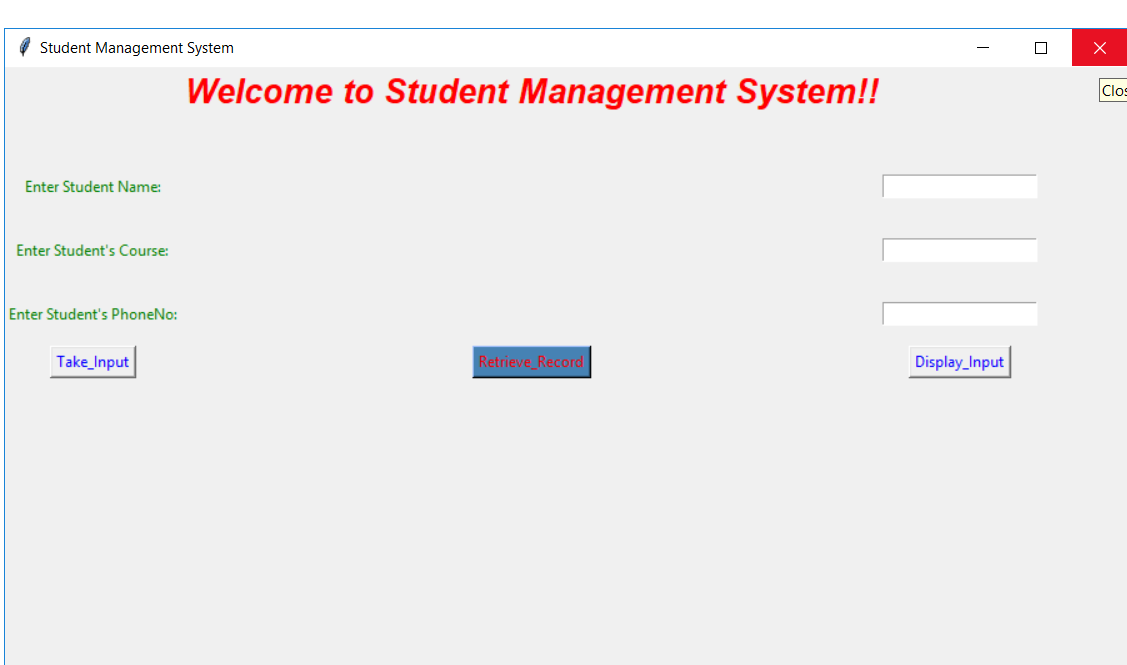 Student Management System
Welcome to Student Management System!!
Clos
Enter Student Name:
Enter Student's Course:
Enter Student's PhoneNo:
Take_Input Retrieve_Record Display_Input